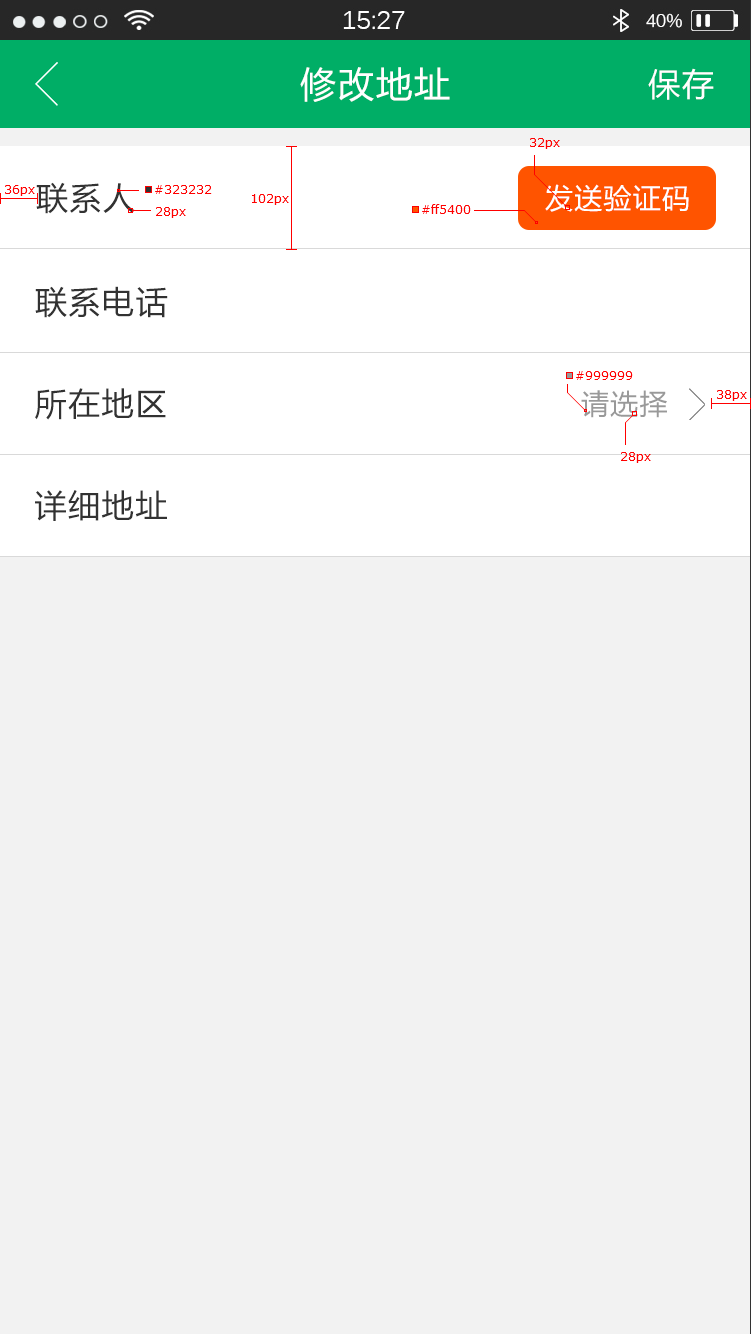 15:27
40%
修改地址
保存
32px
36px
联系人
#323232
28px
102px
#ff5400
发送验证码
联系电话
所在地区
#999999
请选择
38px
28px
详细地址